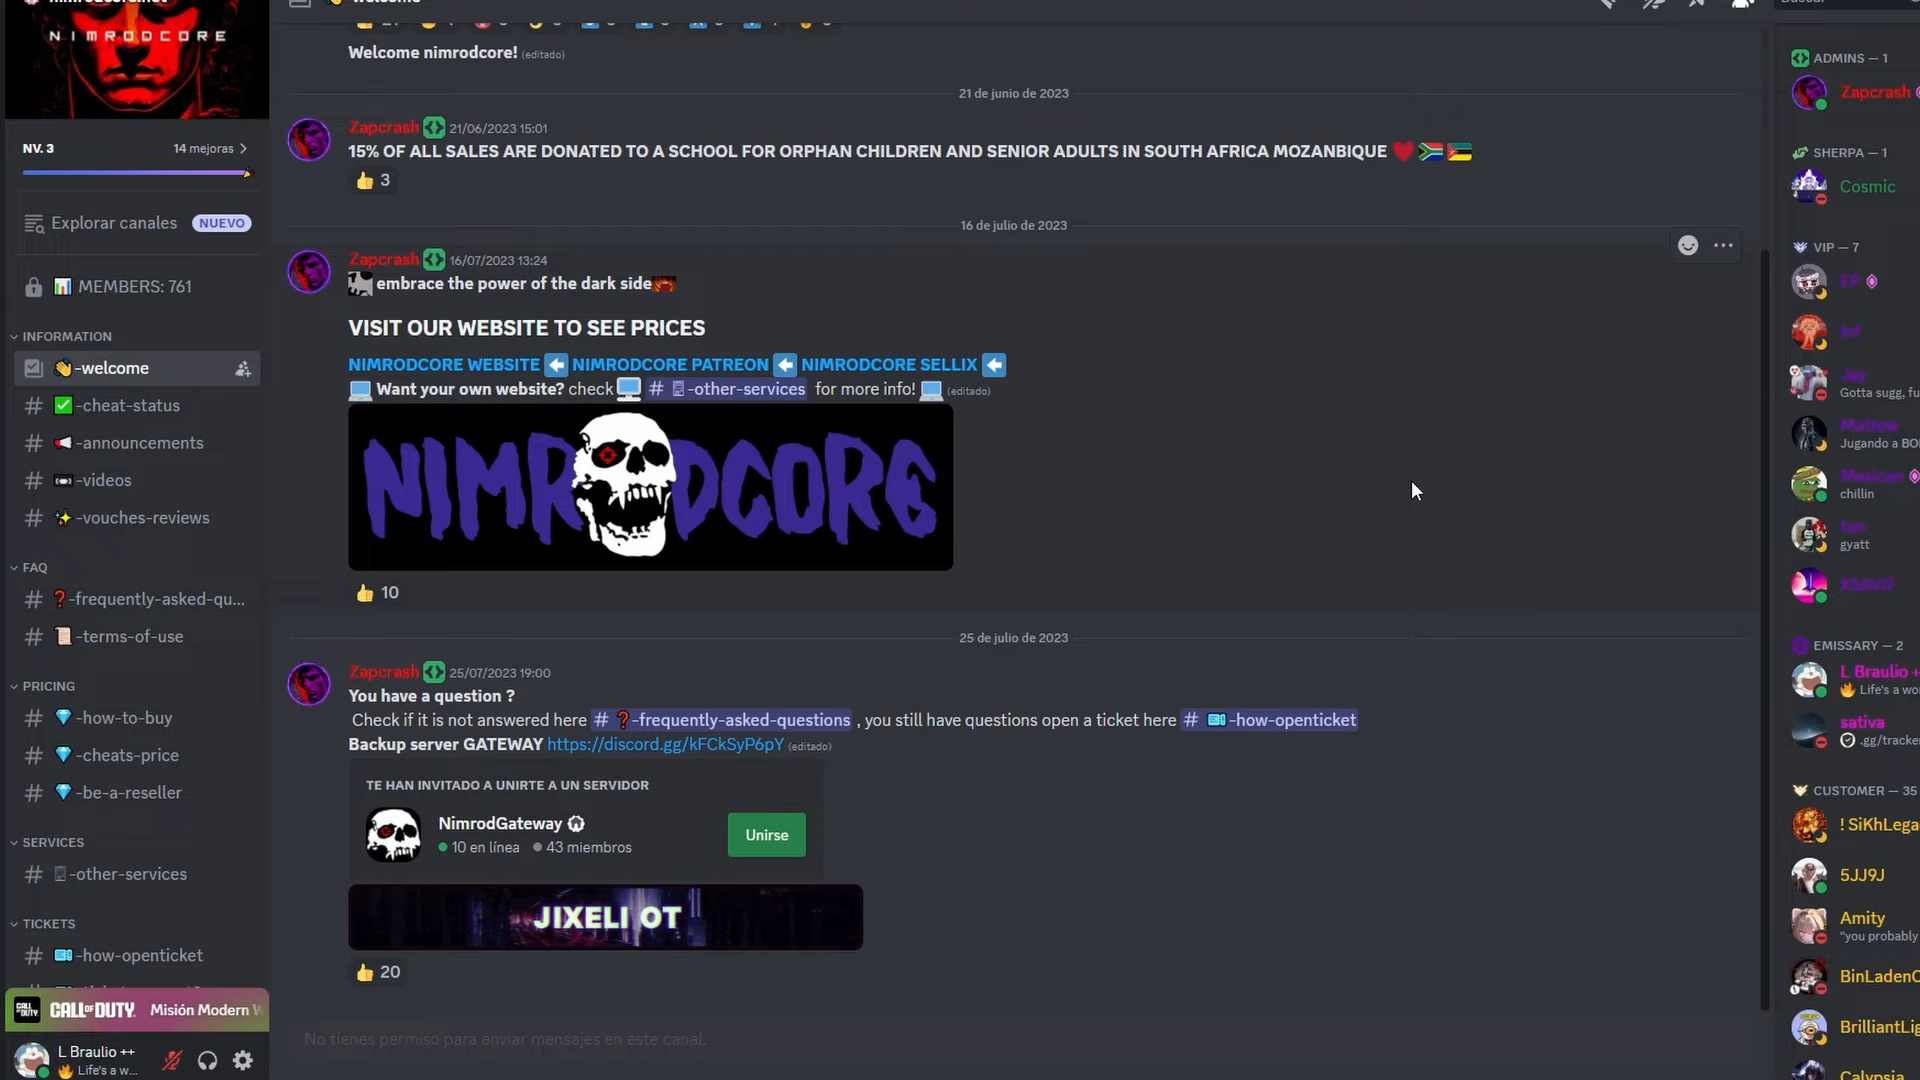 NIMRODCORE
NV. 3
14 mejoras
Explorar canales
NUEVO
MEMBERS: 761
INFORMATION
-welcome
-cheat-status
-announcements
-videos
-vouches-reviews
FAQ
-frequently-asked-qu...
-terms-of-use
PRICING
-how-to-buy
-cheats-price
-be-a-reseller
SERVICES
-other-services
TICKETS
-how-openticket
CALL OF DUTY
CALL OF DUTY. Misión Modern W
L Braulio ++
Life's a w...
Welcome nimrodcore! (editado)
21 de junio de 2023
Zapcrash 21/06/2023 15:01
15% OF ALL SALES ARE DONATED TO A SCHOOL FOR ORPHAN CHILDREN AND SENIOR ADULTS IN SOUTH AFRICA MOZANBIQUE
3
16 de julio de 2023
Zapcrash 16/07/2023 13:24
embrace the power of the dark side
VISIT OUR WEBSITE TO SEE PRICES
NIMRODCORE WEBSITE NIMRODCORE PATREON NIMRODCORE SELLIX
Want your own website? check # -other-services for more info! (editado)
NIMRODCORE
10
25 de julio de 2023
Zapcrash 25/07/2023 19:00
You have a question ?
Check if it is not answered here # ❓-frequently-asked-questions , you still have questions open a ticket here # -how-openticket
Backup server GATEWAY https://discord.gg/kFCkSyP6pY (editado)
TE HAN INVITADO A UNIRTE A UN SERVIDOR
NimrodGateway
10 en línea 43 miembros
Unirse
JIXELI OT
20
No tienes permiso para enviar mensajes en este canal.
ADMINS — 1
Zapcrash
SHERPA — 1
Cosmic
VIP — 7
EP
inf
Jay
Gotta sugg, fu
Mattow
Jugando a BO
Mexican
chillin
gyatt
X5AVI7
EMISSARY — 2
L Braulio +
Life's a wo
sativa
.gg/tracker
CUSTOMER — 35
! SiKhLega
5JJ9J
Amity
"you probably
BinLadenC
BrilliantLig
Calypsia